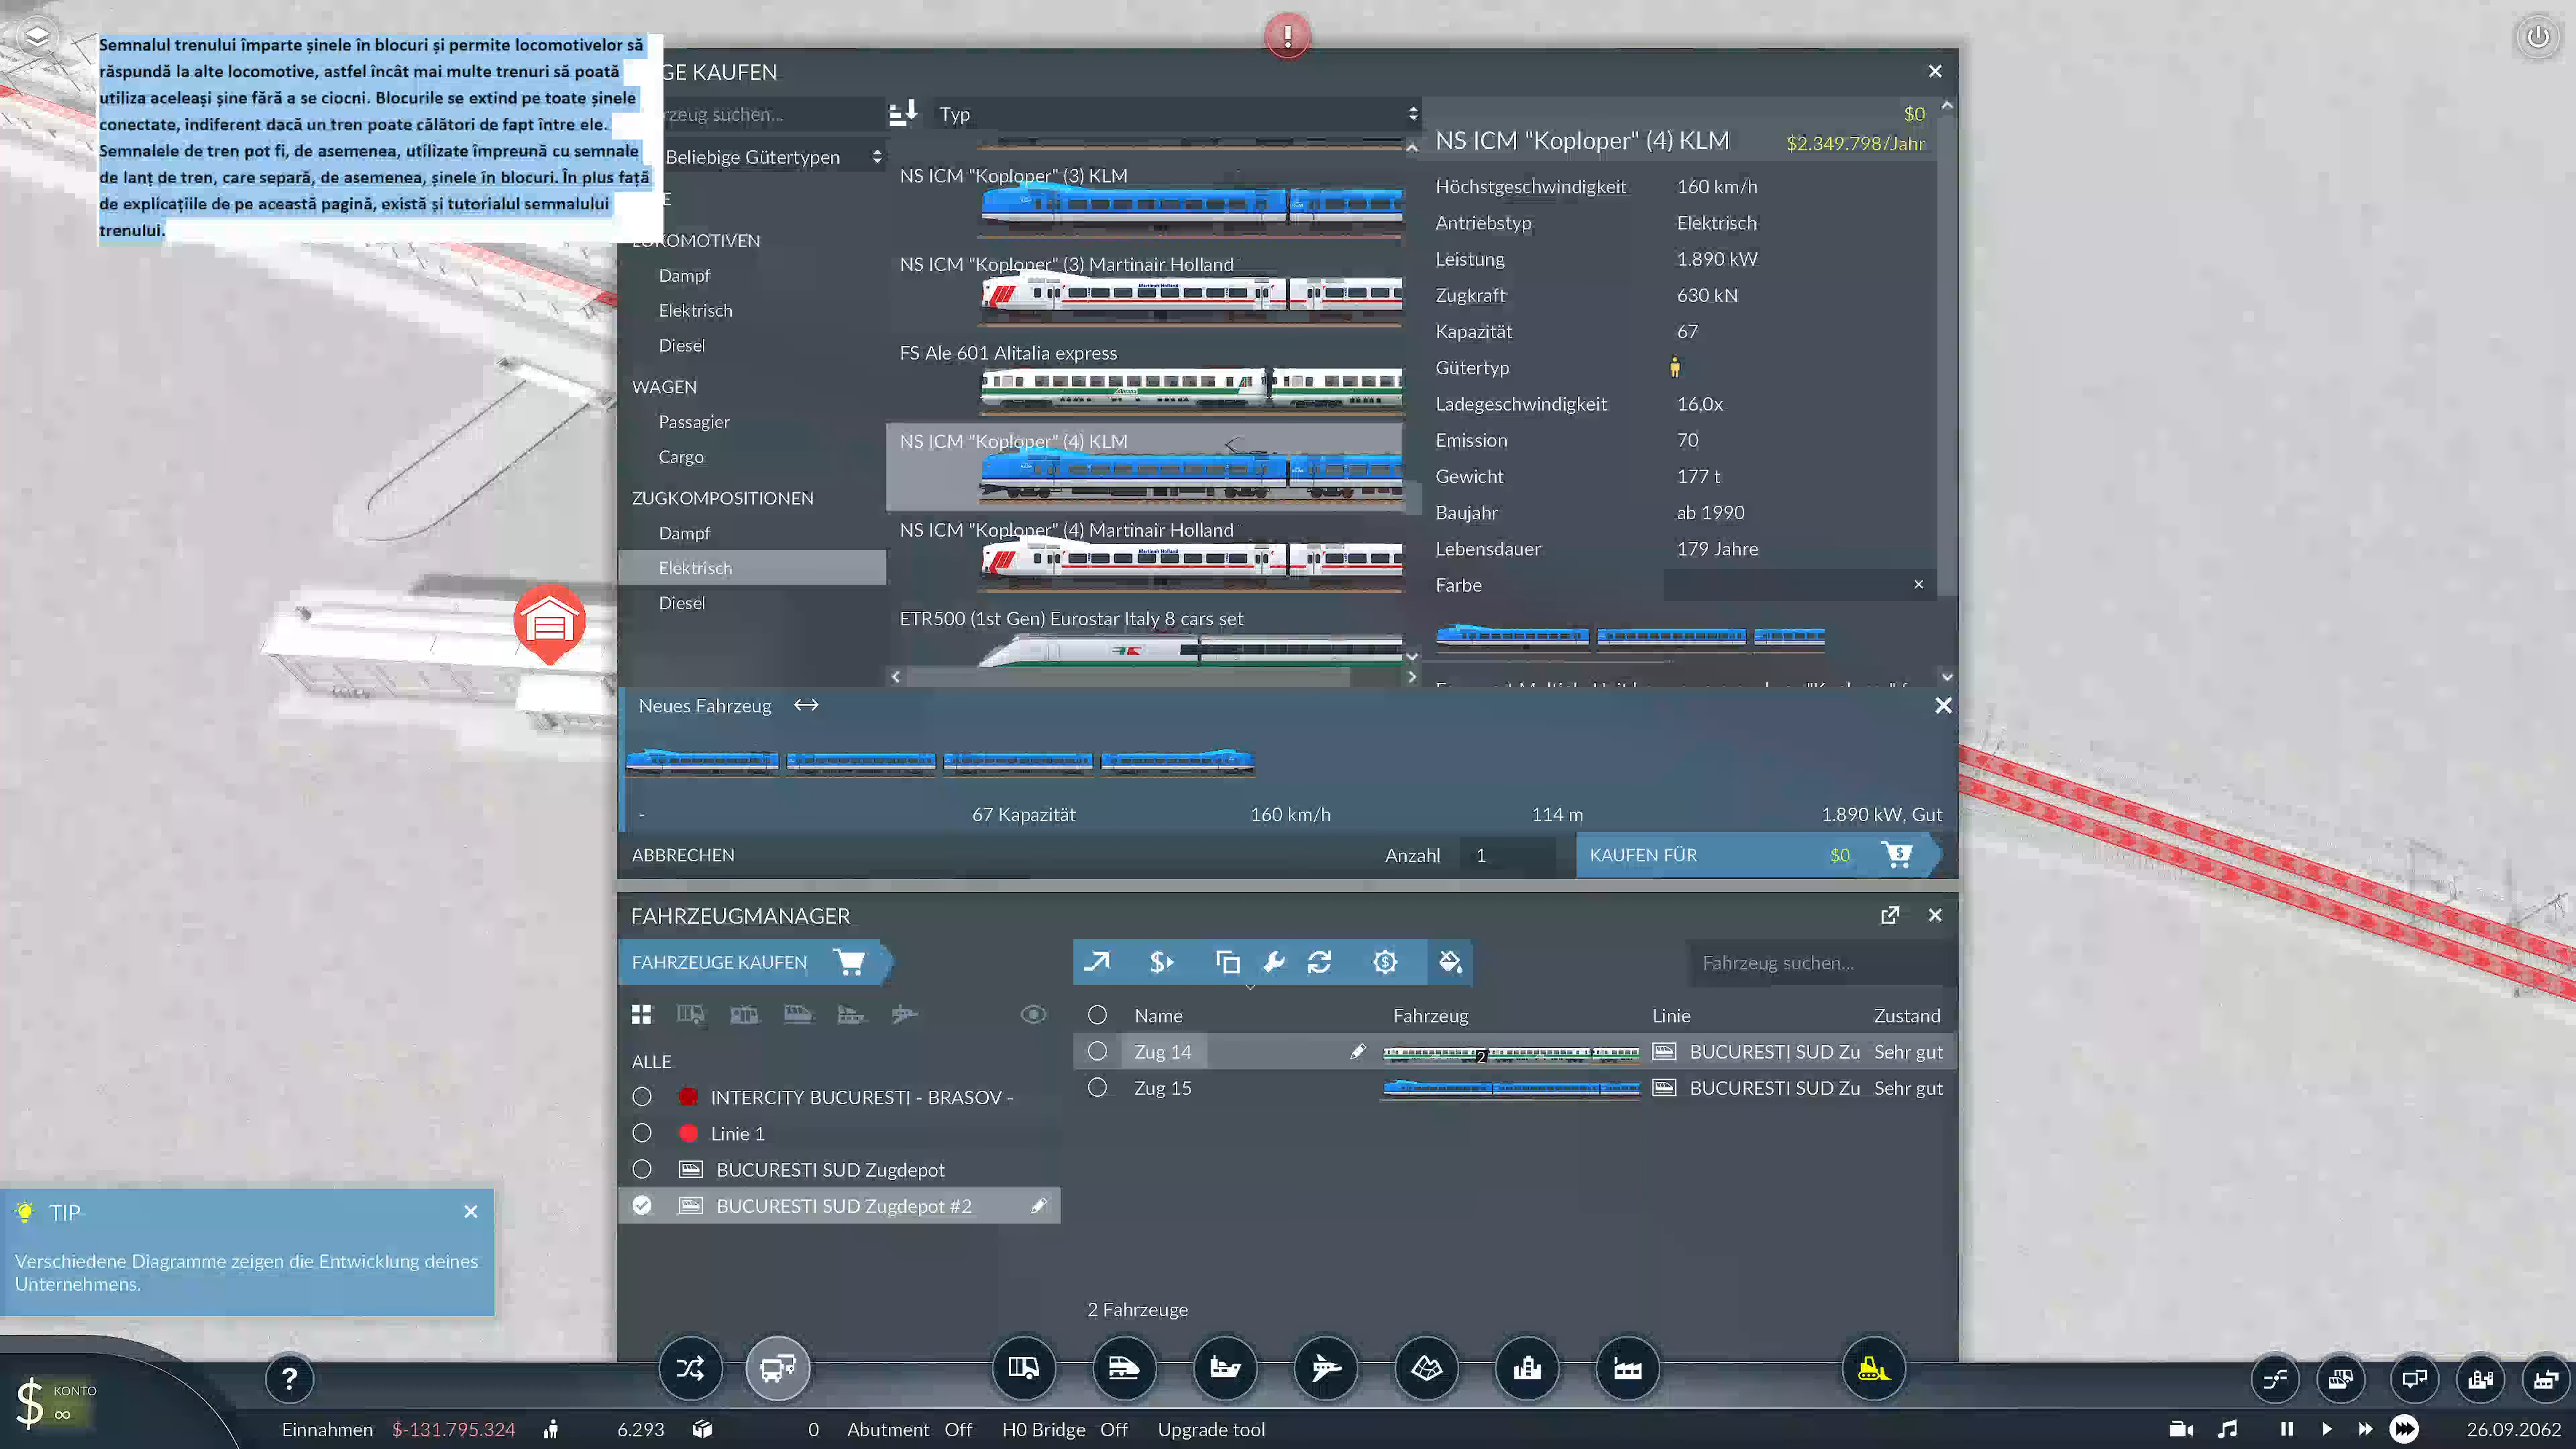 Semnalul trenului împarte șinele în blocuri și permite locomotivelor să
răspundă la alte locomotive, astfel încât mai multe trenuri să poată
utiliza aceleași șine fără a se ciocni. Blocurile se extind pe toate șinele
conectate, indiferent dacă un tren poate călători de fapt între ele.
Semnalele de tren pot fi, de asemenea, utilizate împreună cu semnale
de lanț de tren, care separă, de asemenea, șinele în blocuri. În plus față
de explicațiile de pe această pagină, există și tutorialul semnalului
trenului.
GE KAUFEN
rzeug suchen...
Typ
Beliebige Gütertypen
E
LOKOMOTIVEN
Dampf
Elektrisch
Diesel
WAGEN
Passagier
Cargo
ZUGKOMPOSITIONEN
Dampf
Elektrisch
Diesel
NS ICM "Koploper" (3) KLM
NS ICM "Koploper" (3) Martinair Holland
FS Ale 601 Alitalia express
NS ICM "Koploper" (4) KLM
NS ICM "Koploper" (4) Martinair Holland
ETR500 (1st Gen) Eurostar Italy 8 cars set
$0
NS ICM "Koploper" (4) KLM $2.349.798/Jahr
Höchstgeschwindigkeit 160 km/h
Antriebstyp Elektrisch
Leistung 1.890 kW
Zugkraft 630 kN
Kapazität 67
Gütertyp
Ladegeschwindigkeit 16,0x
Emission 70
Gewicht 177 t
Baujahr ab 1990
Lebensdauer 179 Jahre
Farbe
Neues Fahrzeug
- 67 Kapazität 160 km/h 114 m 1.890 kW, Gut
ABBRECHEN Anzahl 1 KAUFEN FÜR $0
FAHRZEUGMANAGER
FAHRZEUGE KAUFEN
Fahrzeug suchen...
ALLE
INTERCITY BUCURESTI - BRASOV -
Linie 1
BUCURESTI SUD Zugdepot
BUCURESTI SUD Zugdepot #2
Name Fahrzeug Linie Zustand
Zug 14 2 BUCURESTI SUD Zu Sehr gut
Zug 15 BUCURESTI SUD Zu Sehr gut
2 Fahrzeuge
TIP
Verschiedene Diagramme zeigen die Entwicklung deines
Unternehmens.
?
$ KONTO
∞
Einnahmen $-131.795.324 6.293 0 Abutment Off H0 Bridge Off Upgrade tool 26.09.2062